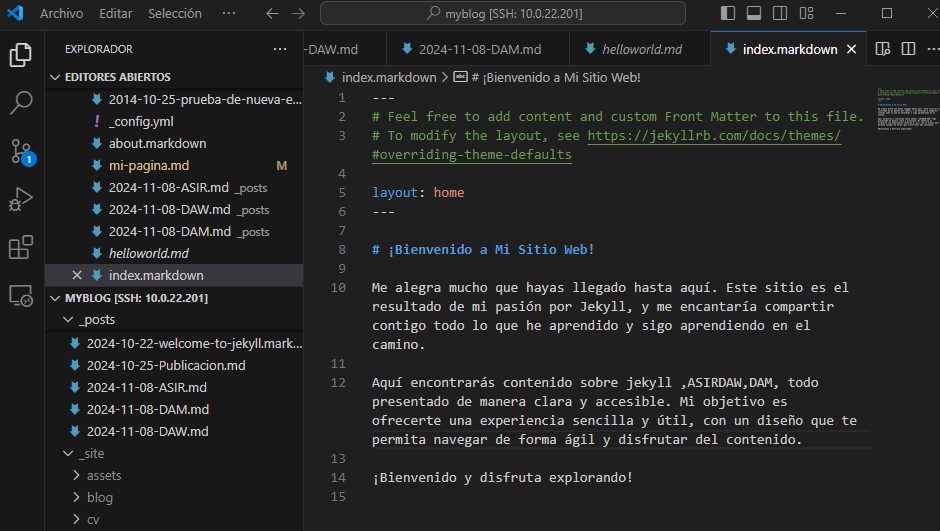 Archivo Editar Selección ··· myblog [SSH: 10.0.22.201]
EXPLORADOR ···
-DAW.md 2024-11-08-DAM.md helloworld.md index.markdown
EDITORES ABIERTOS
2014-10-25-prueba-de-nueva-e...
_config.yml
about.markdown
mi-pagina.md M
2024-11-08-ASIR.md _posts
2024-11-08-DAW.md _posts
2024-11-08-DAM.md _posts
helloworld.md
index.markdown
1
MYBLOG [SSH: 10.0.22.201]
_posts
2024-10-22-welcome-to-jekyll.mark...
2024-10-25-Publicacion.md
2024-11-08-ASIR.md
2024-11-08-DAM.md
2024-11-08-DAW.md
_site
assets
blog
cv
index.markdown > # ¡Bienvenido a Mi Sitio Web!
1 ---
2 # Feel free to add content and custom Front Matter to this file.
3 # To modify the layout, see https://jekyllrb.com/docs/themes/
#overriding-theme-defaults
4
5 layout: home
6 ---
7
8 # ¡Bienvenido a Mi Sitio Web!
9
10 Me alegra mucho que hayas llegado hasta aquí. Este sitio es el
resultado de mi pasión por Jekyll, y me encantaría compartir
contigo todo lo que he aprendido y sigo aprendiendo en el
camino.
11
12 Aquí encontrarás contenido sobre jekyll ,ASIRDAW,DAM, todo
presentado de manera clara y accesible. Mi objetivo es
ofrecerte una experiencia sencilla y útil, con un diseño que te
permita navegar de forma ágil y disfrutar del contenido.
13
14 ¡Bienvenido y disfruta explorando!
15